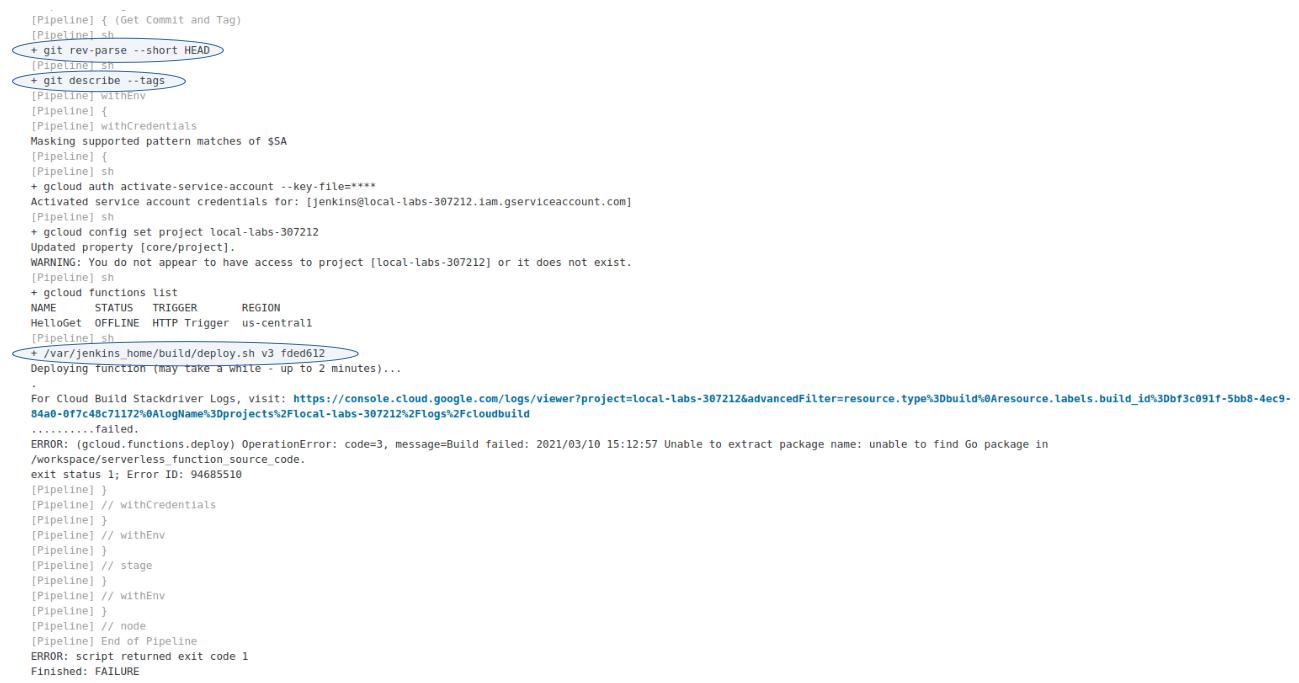 [Pipeline] { (Get Commit and Tag)
[Pipeline] sh
+ git rev-parse --short HEAD
[Pipeline] sh
+ git describe --tags
[Pipeline] withEnv
[Pipeline] {
[Pipeline] withCredentials
Masking supported pattern matches of $SA
[Pipeline] {
[Pipeline] sh
+ gcloud auth activate-service-account --key-file=****
Activated service account credentials for: [jenkins@local-labs-307212.iam.gserviceaccount.com]
[Pipeline] sh
+ gcloud config set project local-labs-307212
Updated property [core/project].
WARNING: You do not appear to have access to project [local-labs-307212] or it does not exist.
[Pipeline] sh
+ gcloud functions list
NAME      STATUS   TRIGGER       REGION
HelloGet  OFFLINE  HTTP Trigger  us-central1
[Pipeline] sh
+ /var/jenkins_home/build/deploy.sh v3 fded612
Deploying function (may take a while - up to 2 minutes)...
.
For Cloud Build Stackdriver Logs, visit: https://console.cloud.google.com/logs/viewer?project=local-labs-307212&advancedFilter=resource.type%3Dbuild%0Aresource.labels.build_id%3Dbf3c091f-5bb8-4ec9-
84a0-0f7c48c71172%0AlogName%3Dprojects%2Flocal-labs-307212%2Flogs%2Fcloudbuild
..........failed.
ERROR: (gcloud.functions.deploy) OperationError: code=3, message=Build failed: 2021/03/10 15:12:57 Unable to extract package name: unable to find Go package in
/workspace/serverless_function_source_code.
exit status 1; Error ID: 94685510
[Pipeline] }
[Pipeline] // withCredentials
[Pipeline] }
[Pipeline] // withEnv
[Pipeline] }
[Pipeline] // stage
[Pipeline] }
[Pipeline] // withEnv
[Pipeline] }
[Pipeline] // node
[Pipeline] End of Pipeline
ERROR: script returned exit code 1
Finished: FAILURE